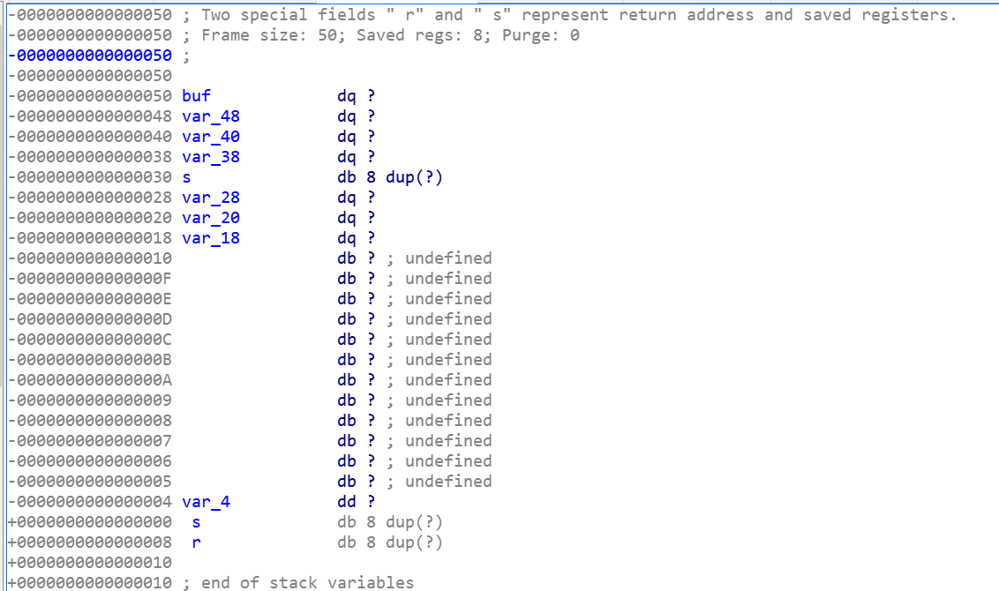 -0000000000000050 ; Two special fields " r" and " s" represent return address and saved registers.
-0000000000000050 ; Frame size: 50; Saved regs: 8; Purge: 0
-0000000000000050 ;
-0000000000000050
-0000000000000050 buf             dq ?
-0000000000000048 var_48          dq ?
-0000000000000040 var_40          dq ?
-0000000000000038 var_38          dq ?
-0000000000000030 s               db 8 dup(?)
-0000000000000028 var_28          dq ?
-0000000000000020 var_20          dq ?
-0000000000000018 var_18          dq ?
-0000000000000010                 db ? ; undefined
-000000000000000F                 db ? ; undefined
-000000000000000E                 db ? ; undefined
-000000000000000D                 db ? ; undefined
-000000000000000C                 db ? ; undefined
-000000000000000B                 db ? ; undefined
-000000000000000A                 db ? ; undefined
-0000000000000009                 db ? ; undefined
-0000000000000008                 db ? ; undefined
-0000000000000007                 db ? ; undefined
-0000000000000006                 db ? ; undefined
-0000000000000005                 db ? ; undefined
-0000000000000004 var_4           dd ?
+0000000000000000  s              db 8 dup(?)
+0000000000000008  r              db 8 dup(?)
+0000000000000010
+0000000000000010 ; end of stack variables